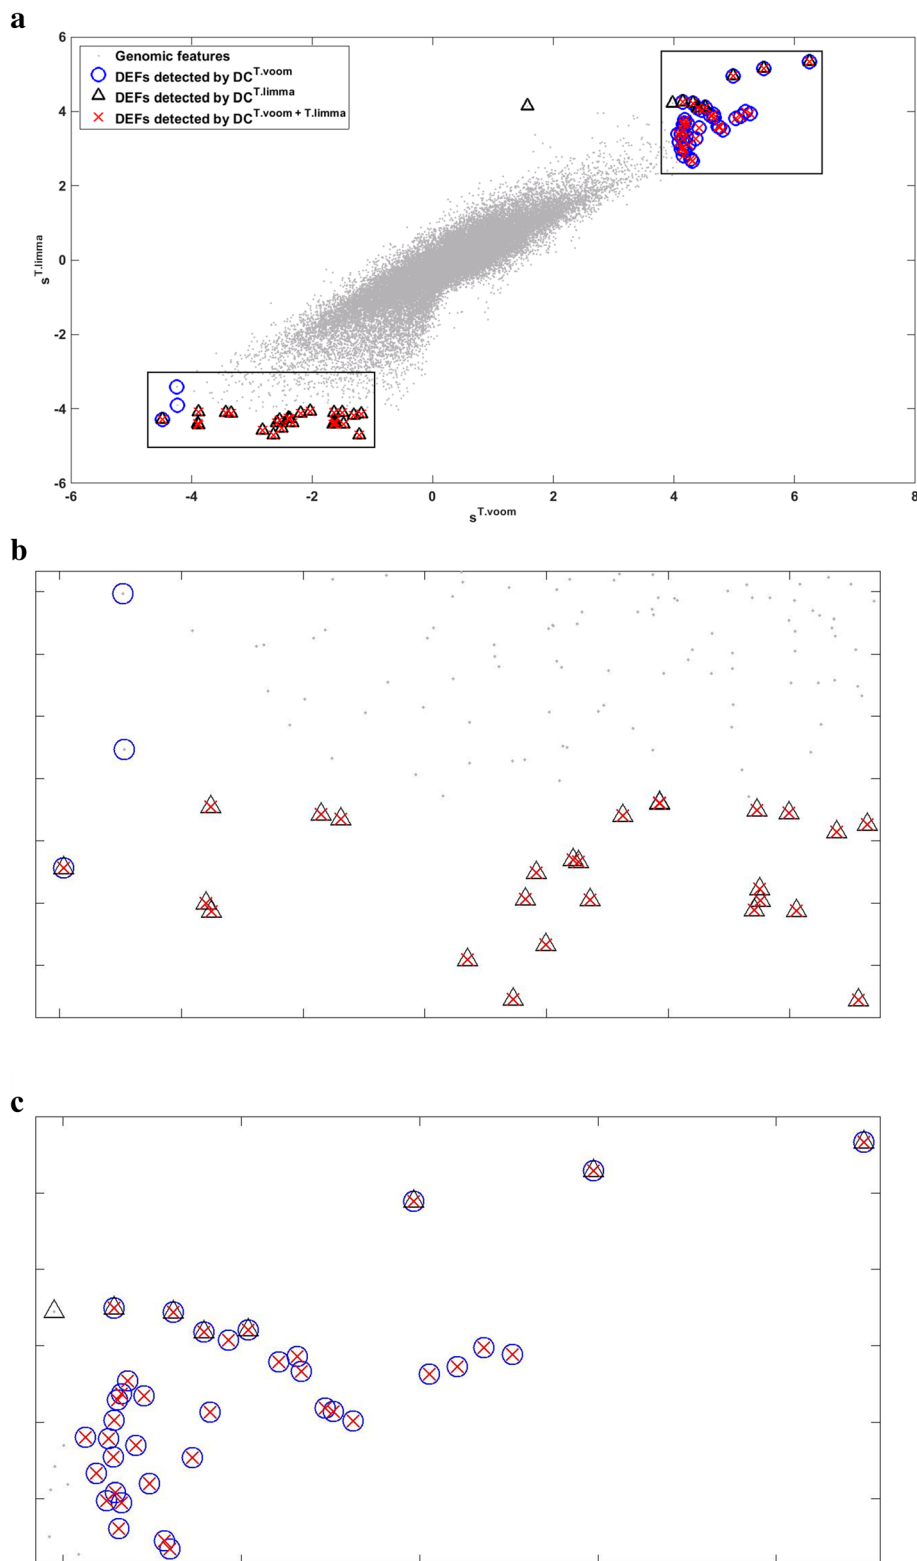 a
Genomic features
DEFs detected by DC^T.voom
DEFs detected by DC^T.limma
DEFs detected by DC^T.voom + T.limma
6
4
2
0
-2
-4
-6
s^T.limma
-6 -4 -2 0 2 4 6 8
s^T.voom
b
c